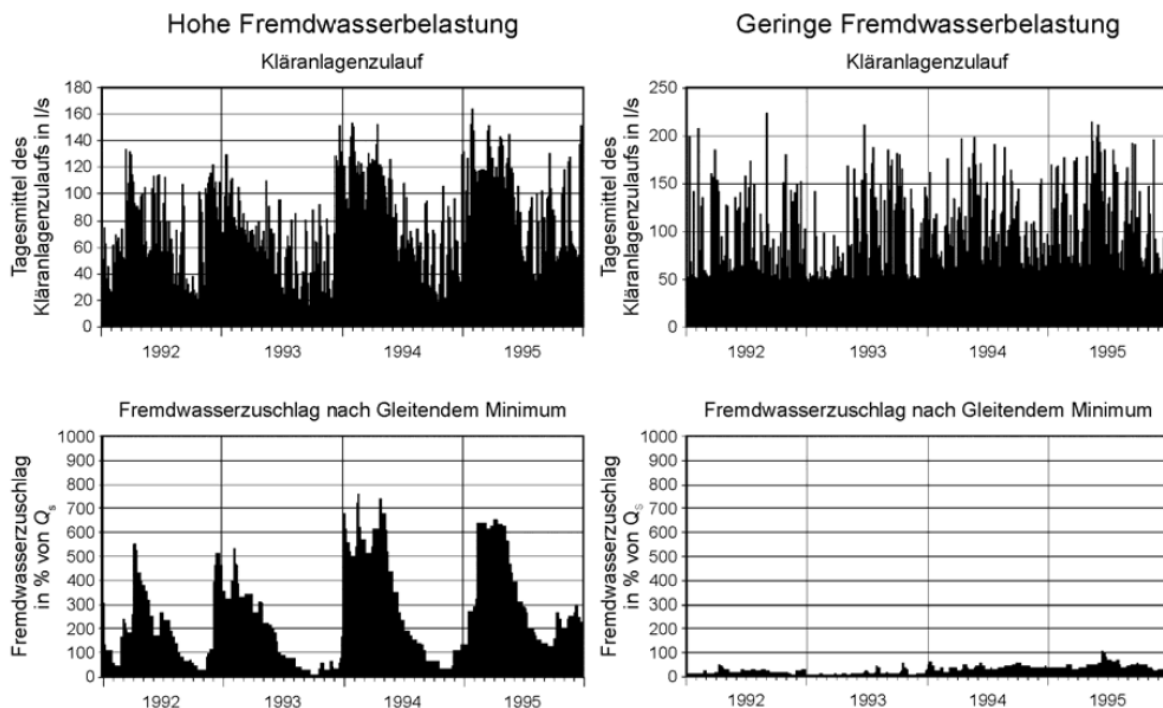 Hohe Fremdwasserbelastung
Kläranlagenzulauf
Tagesmittel des
Kläranlagenzulaufs in l/s
180
160
140
120
100
80
60
40
20
0
1992 1993 1994 1995
Geringe Fremdwasserbelastung
Kläranlagenzulauf
Tagesmittel des
Kläranlagenzulaufs in l/s
250
200
150
100
50
0
1992 1993 1994 1995
Fremdwasserzuschlag nach Gleitendem Minimum
Fremdwasserzuschlag
in % von Qs
1000
900
800
700
600
500
400
300
200
100
0
1992 1993 1994 1995
Fremdwasserzuschlag nach Gleitendem Minimum
Fremdwasserzuschlag
in % von Qs
1000
900
800
700
600
500
400
300
200
100
0
1992 1993 1994 1995